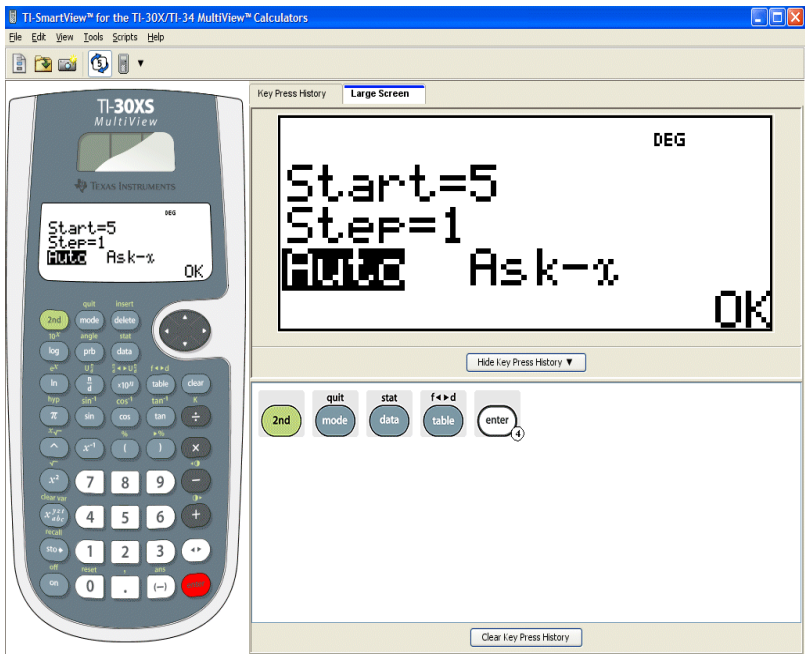 TI-SmartView™ for the TI-30X/TI-34 MultiView™ Calculators
File Edit View Tools Scripts Help
Key Press History Large Screen
TI-30XS
MultiView
TEXAS INSTRUMENTS
DEG
Start=5
Step=1
Auto Ask-x
OK
DEG
Start=5
Step=1
Auto Ask-x
OK
Hide Key Press History ▼
quit stat f◄►d
2nd mode data table enter
4
quit insert
2nd mode delete
10ˣ angle stat
log prb data
eˣ f◄►d
ln n/d ×10ⁿ table clear
hyp sin⁻¹ cos⁻¹ tan⁻¹ K
π sin cos tan ÷
% ►%
^ x⁻¹ ( ) ×
x² 7 8 9 −
clear var
x yzt abc 4 5 6 +
recall
sto► 1 2 3 ◄►
off reset , ans
on 0 . (−)
Clear Key Press History